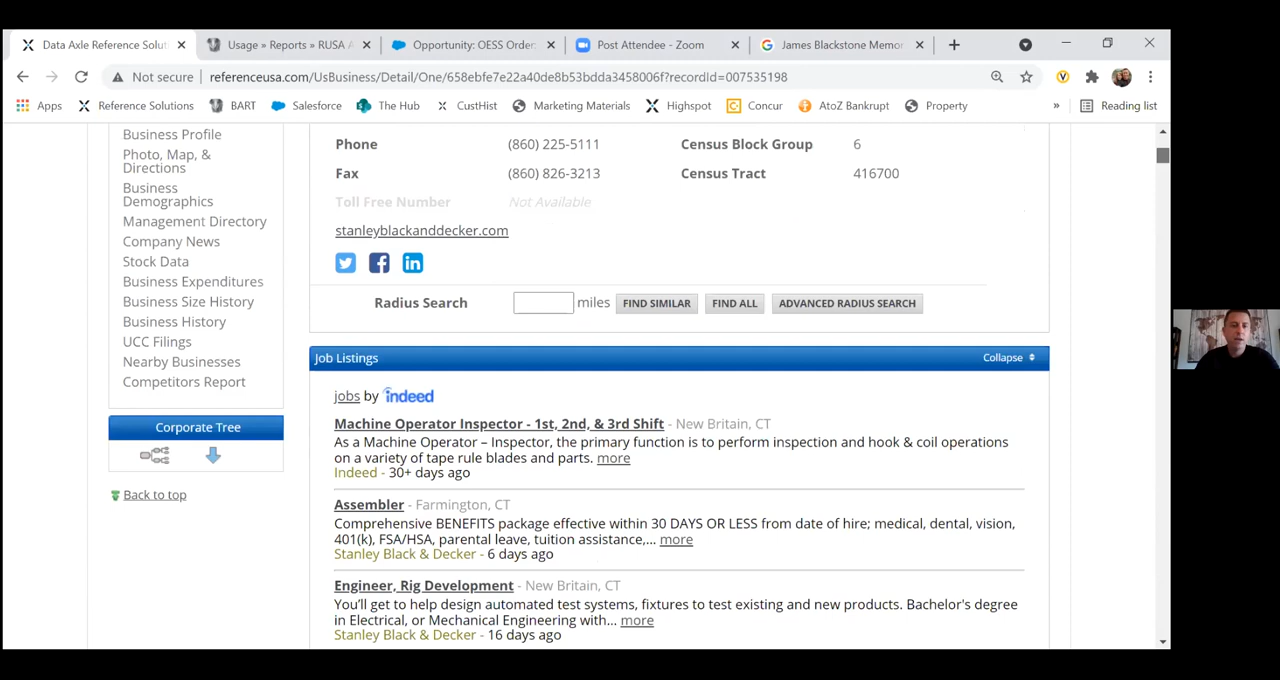 Data Axle Reference Soluti
Usage » Reports » RUSA A
Opportunity: OESS Order:
Post Attendee - Zoom
James Blackstone Memor
Not secure
referenceusa.com/UsBusiness/Detail/One/658ebfe7e22a40de8b53bdda3458006f?recordId=007535198
Apps
Reference Solutions
BART
Salesforce
The Hub
CustHist
Marketing Materials
Highspot
Concur
AtoZ Bankrupt
Property
»
Reading list
Business Profile
Photo, Map, &
Directions
Business
Demographics
Management Directory
Company News
Stock Data
Business Expenditures
Business Size History
Business History
UCC Filings
Nearby Businesses
Competitors Report
Corporate Tree
Back to top
Phone (860) 225-5111 Census Block Group 6
Fax (860) 826-3213 Census Tract 416700
Toll Free Number Not Available
stanleyblackanddecker.com
Radius Search miles FIND SIMILAR FIND ALL ADVANCED RADIUS SEARCH
Job Listings Collapse
jobs by indeed
Machine Operator Inspector - 1st, 2nd, & 3rd Shift - New Britain, CT
As a Machine Operator – Inspector, the primary function is to perform inspection and hook & coil operations
on a variety of tape rule blades and parts. more
Indeed - 30+ days ago
Assembler - Farmington, CT
Comprehensive BENEFITS package effective within 30 DAYS OR LESS from date of hire; medical, dental, vision,
401(k), FSA/HSA, parental leave, tuition assistance,... more
Stanley Black & Decker - 6 days ago
Engineer, Rig Development - New Britain, CT
You'll get to help design automated test systems, fixtures to test existing and new products. Bachelor's degree
in Electrical, or Mechanical Engineering with... more
Stanley Black & Decker - 16 days ago